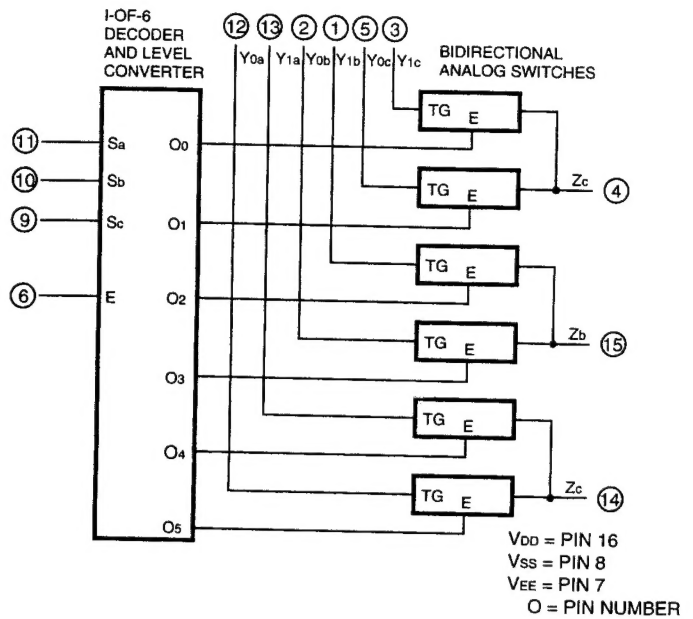 I-OF-6
DECODER
AND LEVEL
CONVERTER
12 13 2 1 5 3
Y0a Y1a Y0b Y1b Y0c Y1c
BIDIRECTIONAL
ANALOG SWITCHES
TG E
11 Sa O0
10 Sb
TG E Zc 4
9 Sc O1
TG E
6 E O2
TG E Zb 15
O3
TG E
O4
TG E Zc 14
O5
VDD = PIN 16
VSS = PIN 8
VEE = PIN 7
O = PIN NUMBER